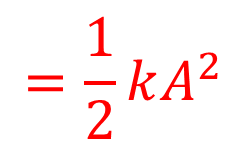 = 1/2 kA²